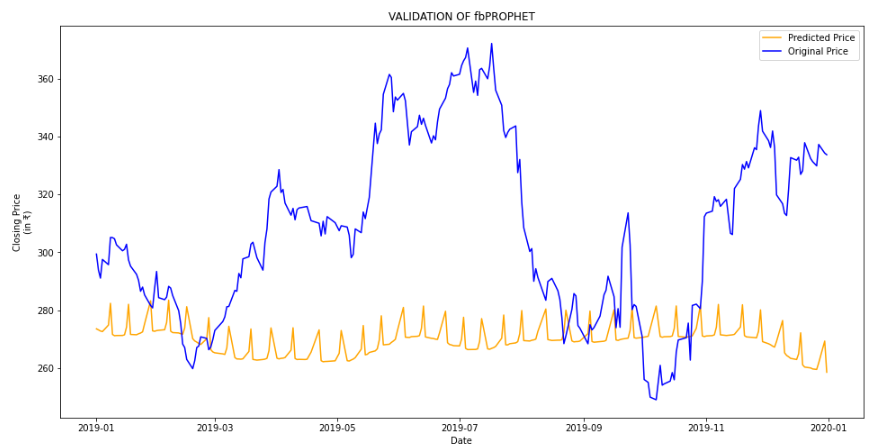 VALIDATION OF fbPROPHET
Predicted Price
Original Price
Closing Price
(in ₹)
360
340
320
300
280
260
2019-01
2019-03
2019-05
2019-07
2019-09
2019-11
2020-01
Date